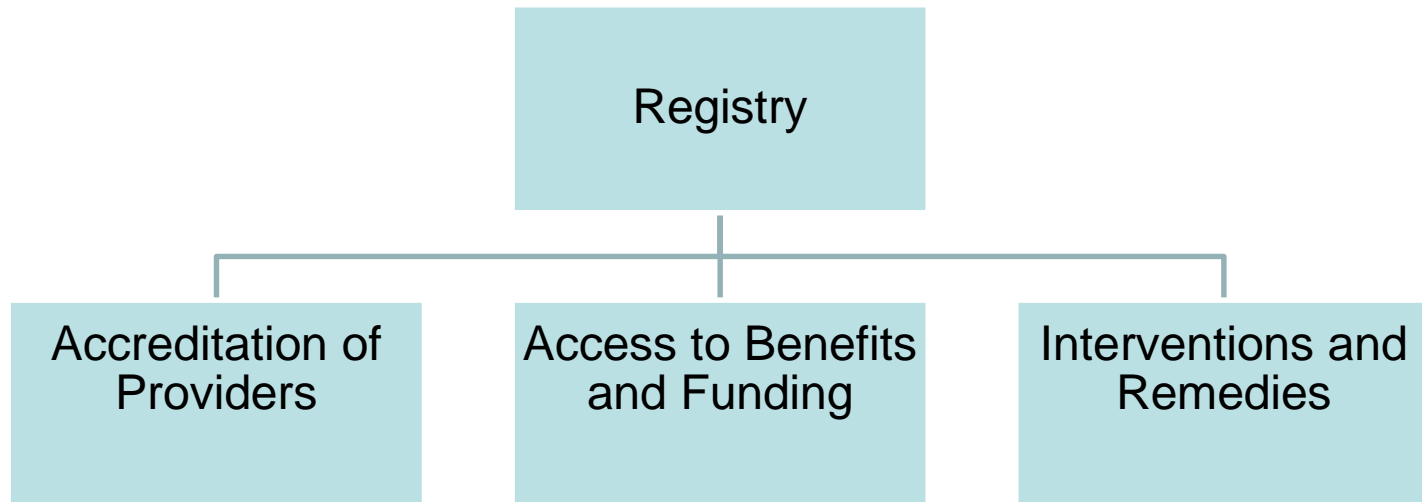 Registry
Accreditation of
Providers
Access to Benefits
and Funding
Interventions and
Remedies